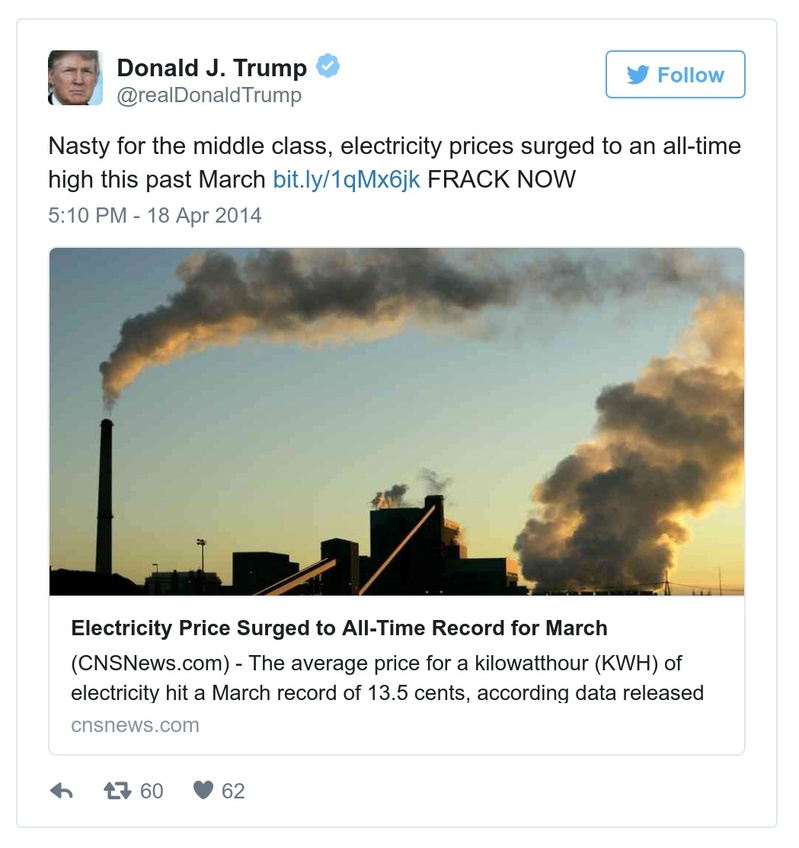 Donald J. Trump
@realDonaldTrump
Follow
Nasty for the middle class, electricity prices surged to an all-time
high this past March bit.ly/1qMx6jk FRACK NOW
5:10 PM - 18 Apr 2014
Electricity Price Surged to All-Time Record for March
(CNSNews.com) - The average price for a kilowatthour (KWH) of
electricity hit a March record of 13.5 cents, according data released
cnsnews.com
60
62